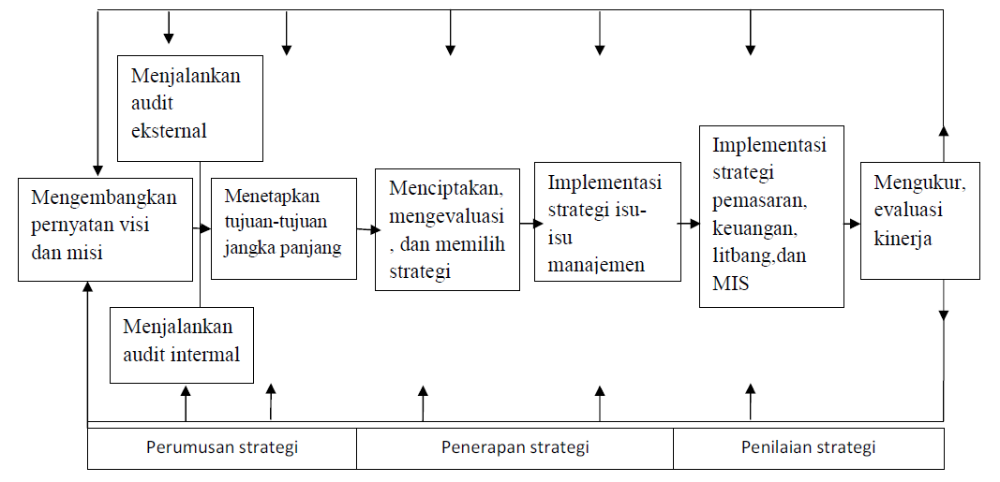 Menjalankan
audit
eksternal
Mengembangkan
pernyatan visi
dan misi
Menjalankan
audit intermal
Menetapkan
tujuan-tujuan
jangka panjang
Menciptakan,
mengevaluasi
, dan memilih
strategi
Implementasi
strategi isu-
isu
manajemen
Implementasi
strategi
pemasaran,
keuangan,
litbang,dan
MIS
Mengukur,
evaluasi
kinerja
Perumusan strategi
Penerapan strategi
Penilaian strategi